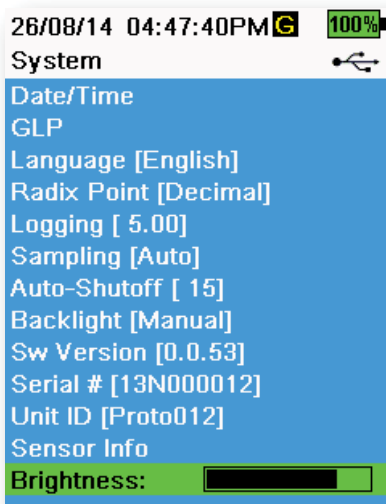 26/08/14 04:47:40PM G 100%
System
Date/Time
GLP
Language [English]
Radix Point [Decimal]
Logging [ 5.00]
Sampling [Auto]
Auto-Shutoff [ 15]
Backlight [Manual]
Sw Version [0.0.53]
Serial # [13N000012]
Unit ID [Proto012]
Sensor Info
Brightness: